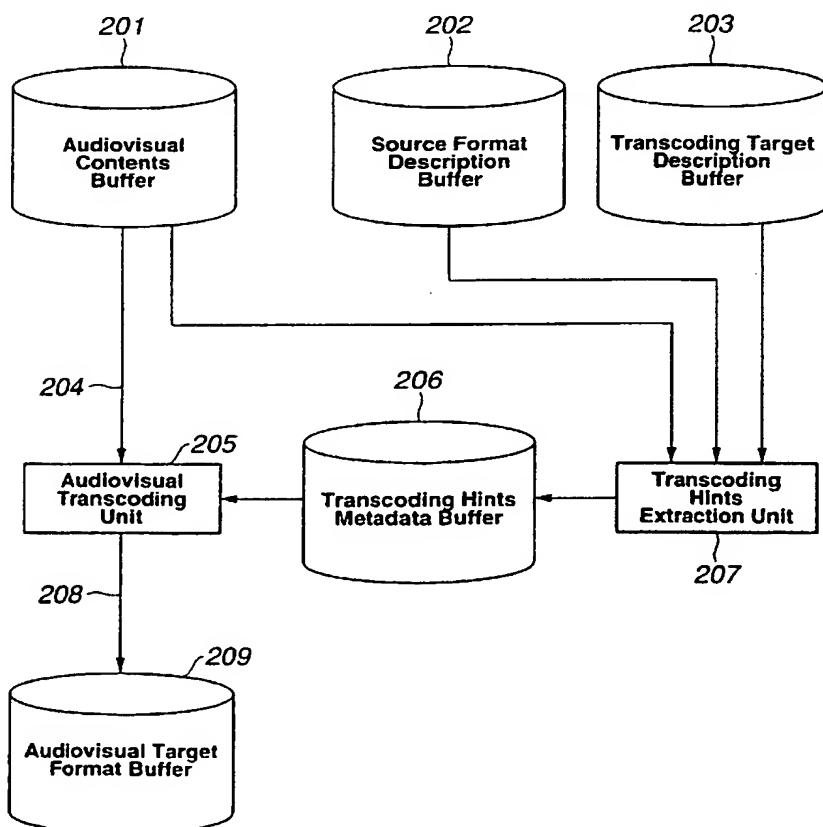 201
202
203
Audiovisual
Contents
Buffer
Source Format
Description
Buffer
Transcoding Target
Description
Buffer
204
206
205
Audiovisual
Transcoding
Unit
Transcoding Hints
Metadata Buffer
Transcoding
Hints
Extraction Unit
207
208
209
Audiovisual Target
Format Buffer